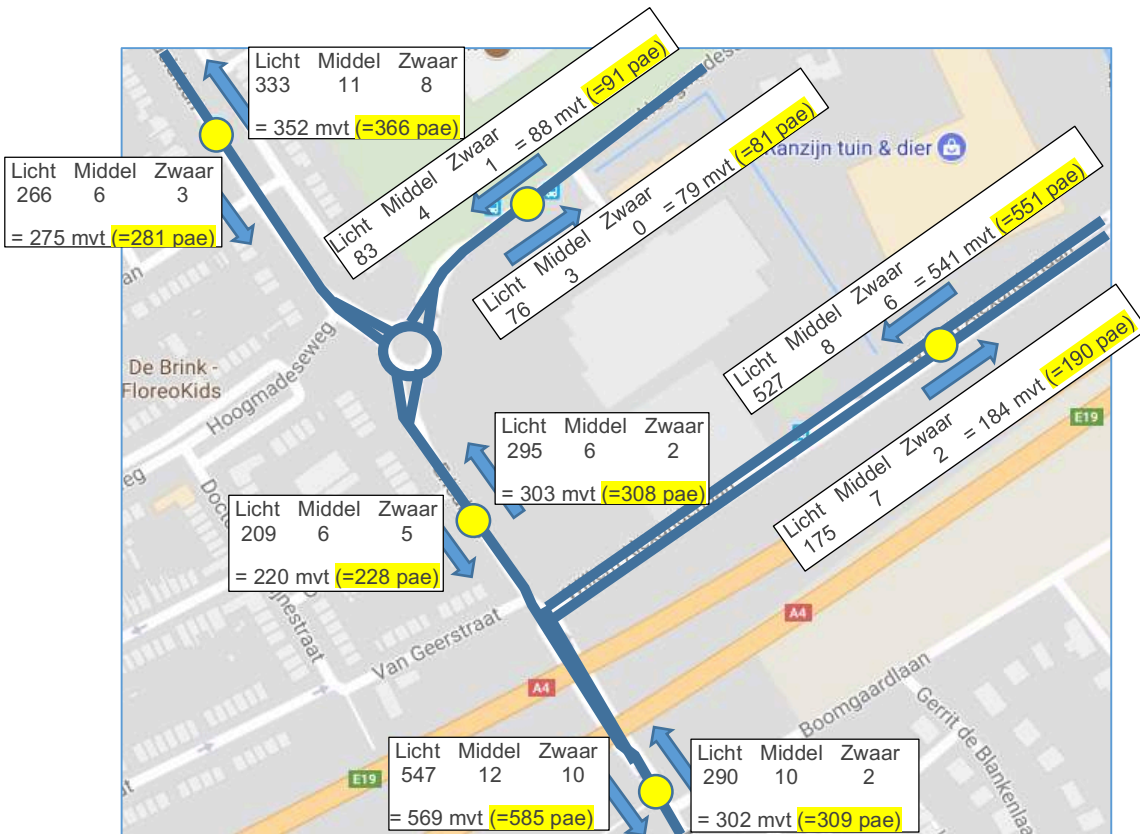 Licht Middel Zwaar
333 11 8
= 352 mvt (=366 pae)
Licht Middel Zwaar
266 6 3
= 275 mvt (=281 pae)
Licht Middel Zwaar
83 4 1 = 88 mvt (=91 pae)
Licht Middel Zwaar
76 3 0 = 79 mvt (=81 pae)
Ranzijn tuin & dier
Licht Middel Zwaar
527 8 6 = 541 mvt (=551 pae)
Licht Middel Zwaar
175 7 2 = 184 mvt (=190 pae)
De Brink -
FloreoKids
Hoogmadeseweg
E19
Licht Middel Zwaar
295 6 2
= 303 mvt (=308 pae)
Licht Middel Zwaar
209 6 5
= 220 mvt (=228 pae)
Van Geerstraat
A4
A4
Boomgaardlaan
Gerrit de Blankenlaa
E19
Licht Middel Zwaar
547 12 10
= 569 mvt (=585 pae)
Licht Middel Zwaar
290 10 2
= 302 mvt (=309 pae)